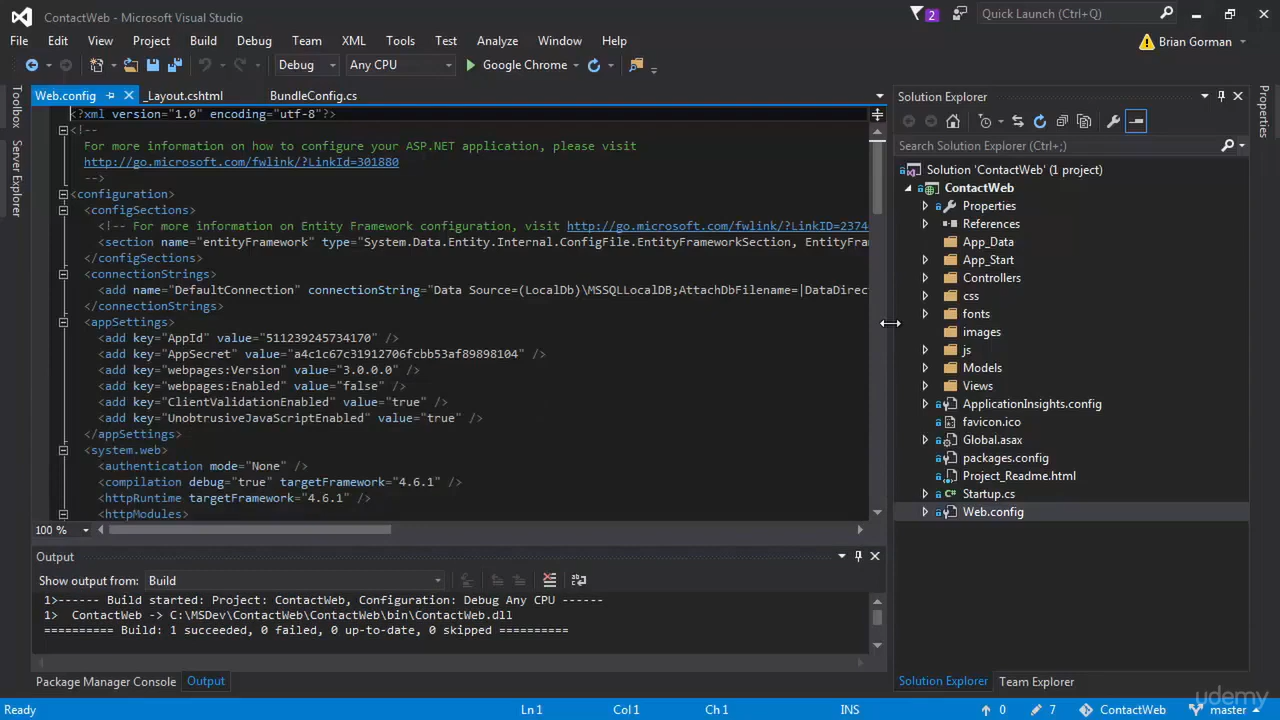 ContactWeb - Microsoft Visual Studio
2
Quick Launch (Ctrl+Q)
File Edit View Project Build Debug Team XML Tools Test Analyze Window Help
Brian Gorman
Debug Any CPU Google Chrome
Toolbox
Server Explorer
Web.config _Layout.cshtml BundleConfig.cs
<?xml version="1.0" encoding="utf-8"?>
<!--
For more information on how to configure your ASP.NET application, please visit
http://go.microsoft.com/fwlink/?LinkId=301880
-->
<configuration>
<configSections>
<!-- For more information on Entity Framework configuration, visit http://go.microsoft.com/fwlink/?LinkID=2374
<section name="entityFramework" type="System.Data.Entity.Internal.ConfigFile.EntityFrameworkSection, EntityFra
</configSections>
<connectionStrings>
<add name="DefaultConnection" connectionString="Data Source=(LocalDb)\MSSQLLocalDB;AttachDbFilename=|DataDirect
</connectionStrings>
<appSettings>
<add key="AppId" value="511239245734170" />
<add key="AppSecret" value="a4c1c67c31912706fcbb53af89898104" />
<add key="webpages:Version" value="3.0.0.0" />
<add key="webpages:Enabled" value="false" />
<add key="ClientValidationEnabled" value="true" />
<add key="UnobtrusiveJavaScriptEnabled" value="true" />
</appSettings>
<system.web>
<authentication mode="None" />
<compilation debug="true" targetFramework="4.6.1" />
<httpRuntime targetFramework="4.6.1" />
<httpModules>
100 %
Output
Show output from: Build
1>------ Build started: Project: ContactWeb, Configuration: Debug Any CPU ------
1>  ContactWeb -> C:\MSDev\ContactWeb\ContactWeb\bin\ContactWeb.dll
========== Build: 1 succeeded, 0 failed, 0 up-to-date, 0 skipped ==========
Package Manager Console Output
Solution Explorer
Search Solution Explorer (Ctrl+;)
Solution 'ContactWeb' (1 project)
ContactWeb
Properties
References
App_Data
App_Start
Controllers
css
fonts
images
js
Models
Views
ApplicationInsights.config
favicon.ico
Global.asax
packages.config
Project_Readme.html
Startup.cs
Web.config
Solution Explorer Team Explorer
Properties
Ready Ln 1 Col 1 Ch 1 INS 0 7 ContactWeb master
udemy